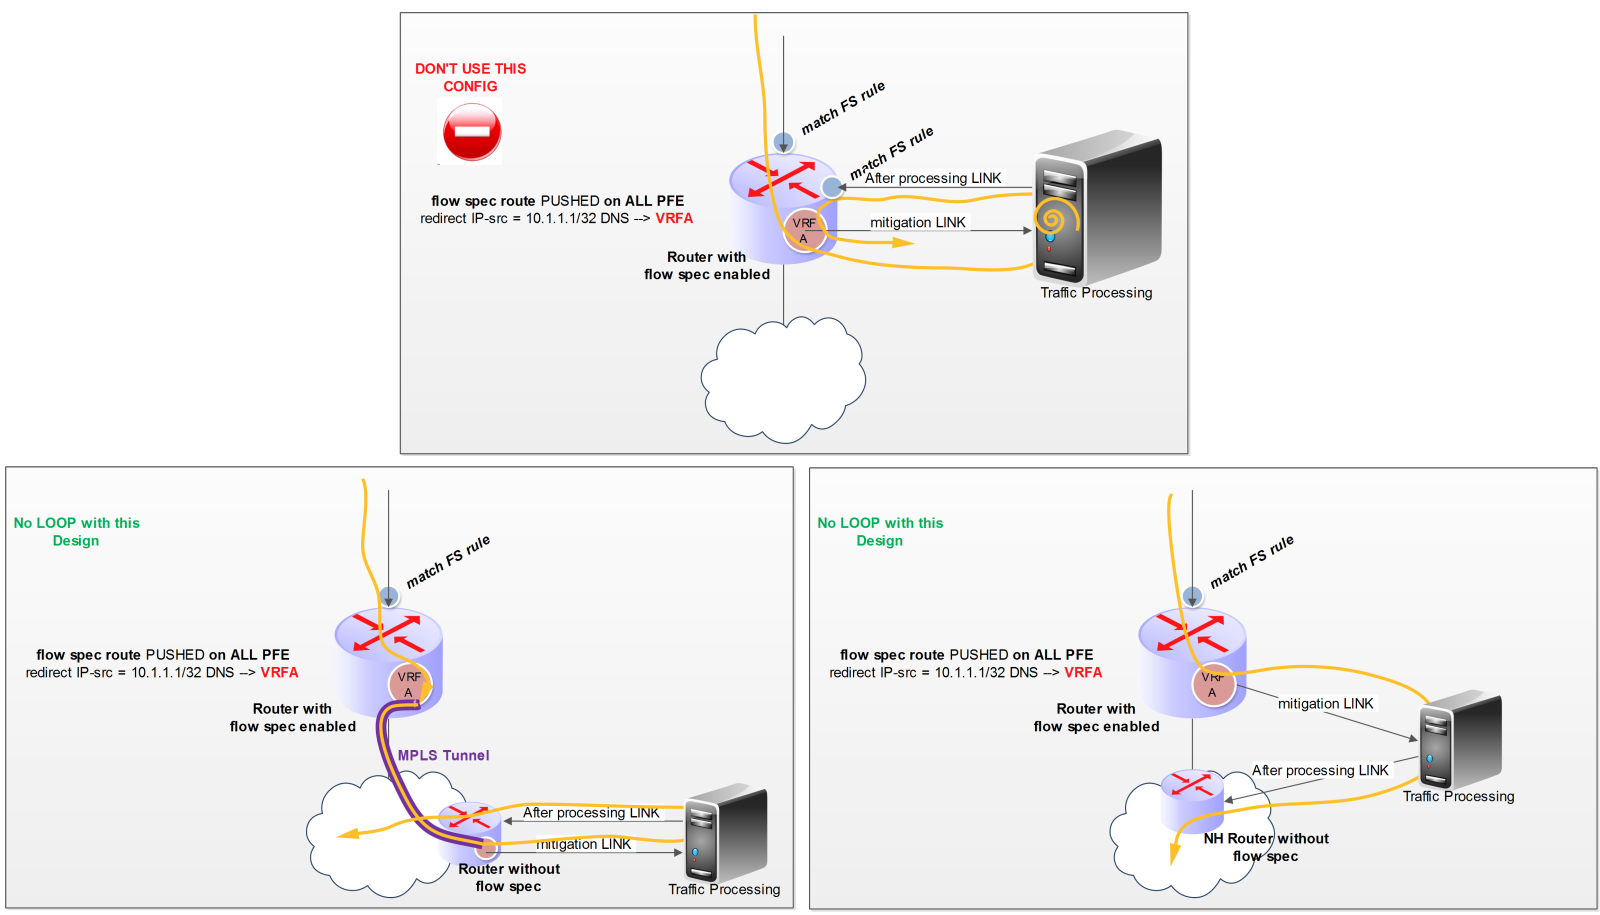 DON'T USE THIS
CONFIG
match FS rule
match FS rule
After processing LINK
flow spec route PUSHED on ALL PFE
redirect IP-src = 10.1.1.1/32 DNS --> VRFA
VRF
A
mitigation LINK
Router with
flow spec enabled
Traffic Processing
No LOOP with this
Design
match FS rule
flow spec route PUSHED on ALL PFE
redirect IP-src = 10.1.1.1/32 DNS --> VRFA
VRF
A
Router with
flow spec enabled
MPLS Tunnel
After processing LINK
mitigation LINK
Router without
flow spec
Traffic Processing
No LOOP with this
Design
match FS rule
flow spec route PUSHED on ALL PFE
redirect IP-src = 10.1.1.1/32 DNS --> VRFA
VRF
A
mitigation LINK
Router with
flow spec enabled
After processing LINK
Traffic Processing
NH Router without
flow spec